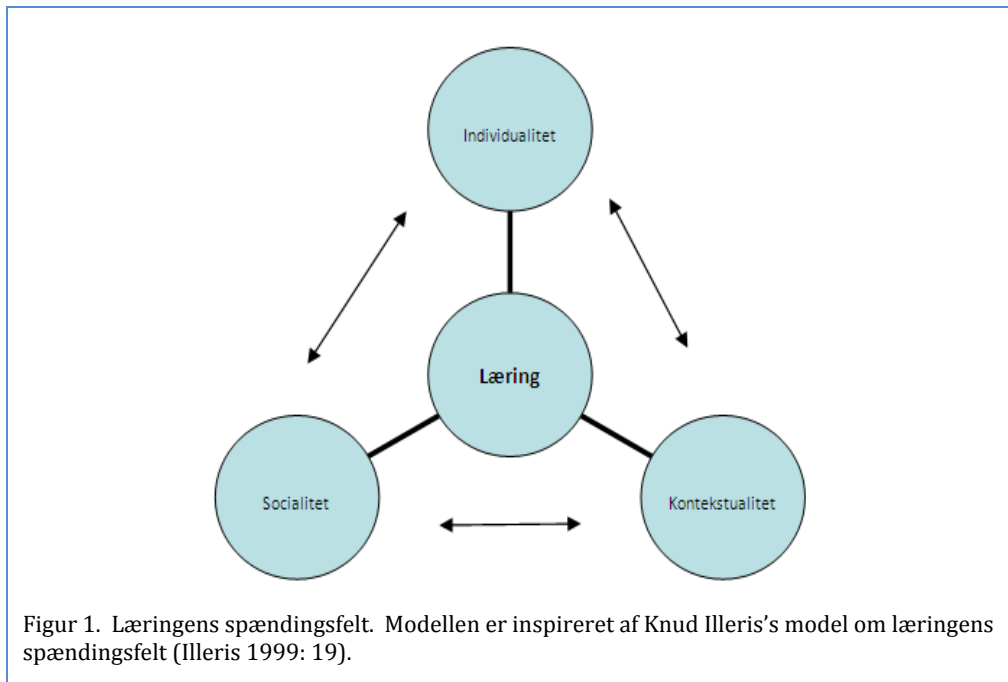 Individualitet
Læring
Socialitet
Kontekstualitet
Figur 1.  Læringens spændingsfelt.  Modellen er inspireret af Knud Illeris's model om læringens
spændingsfelt (Illeris 1999: 19).